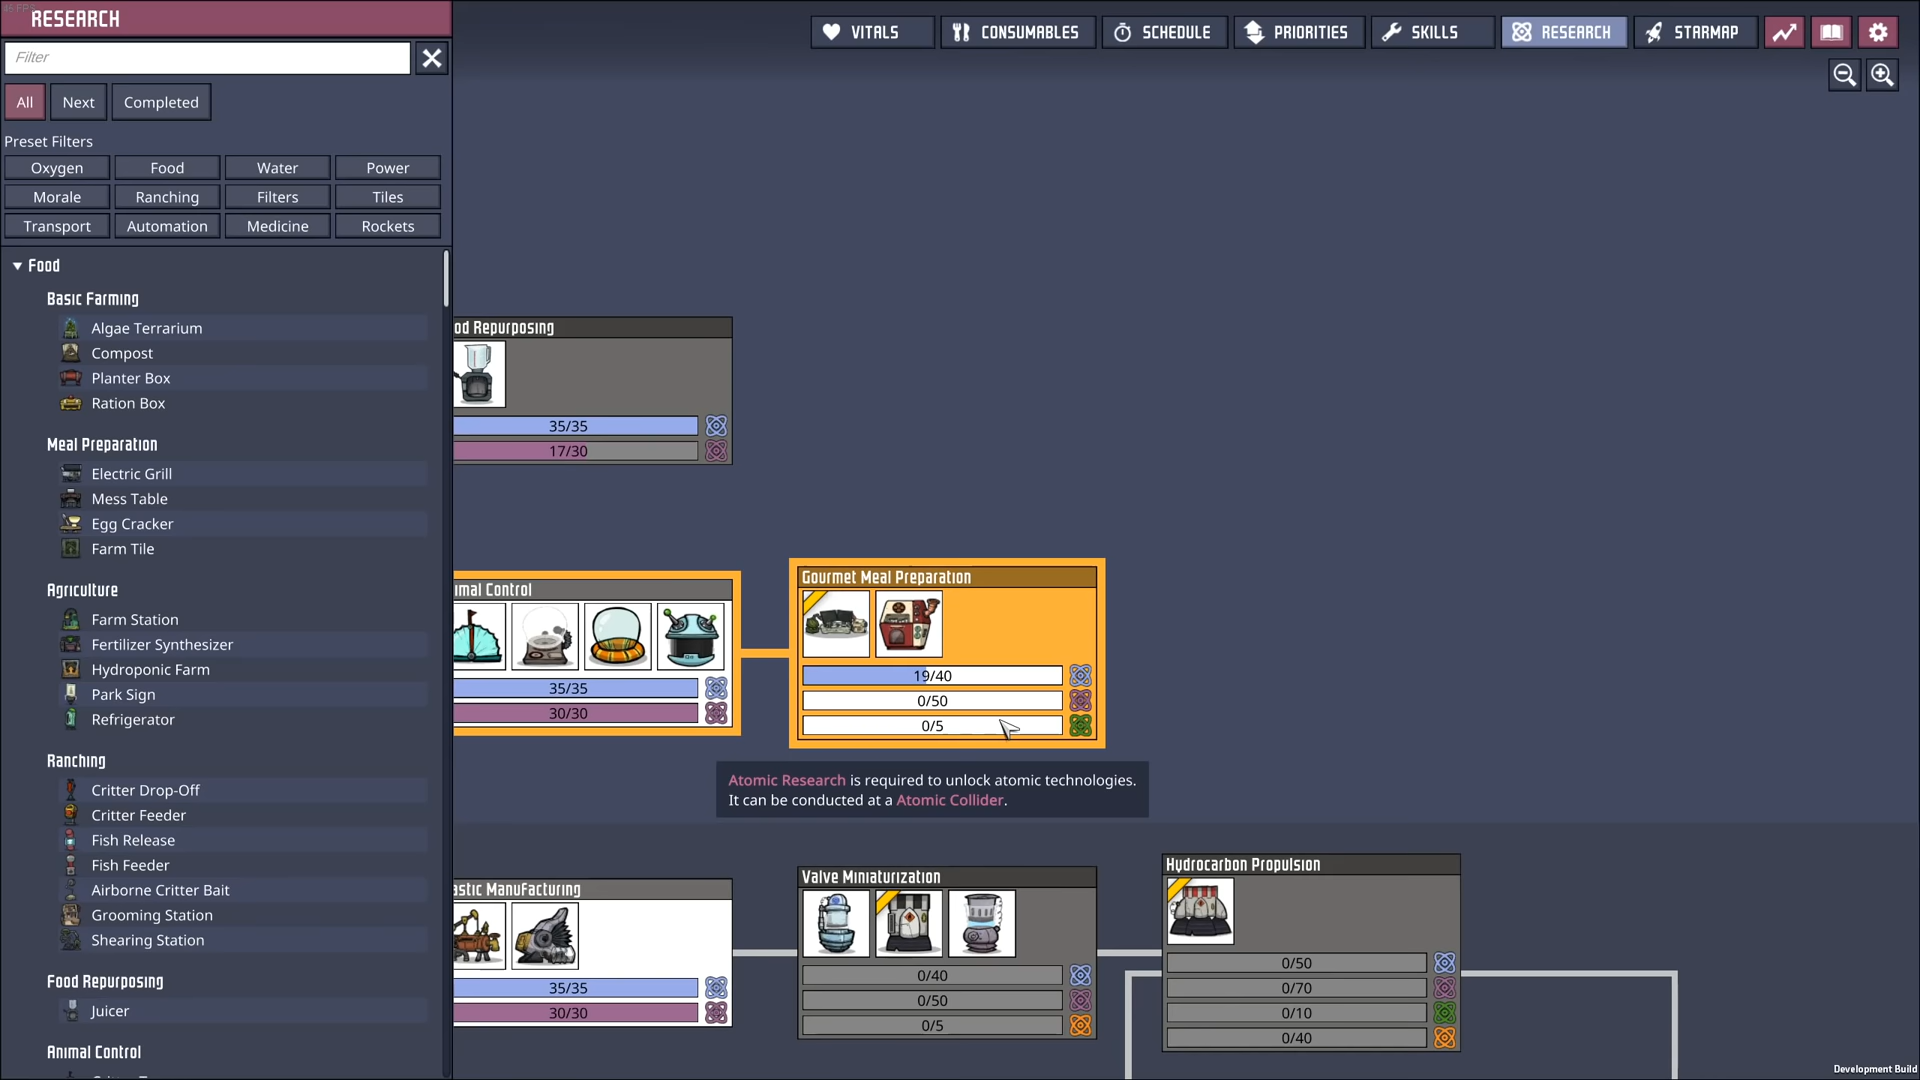 46 FPS
RESEARCH
VITALS
CONSUMABLES
SCHEDULE
PRIORITIES
SKILLS
RESEARCH
STARMAP
Filter
All
Next
Completed
Preset Filters
Oxygen
Food
Water
Power
Morale
Ranching
Filters
Tiles
Transport
Automation
Medicine
Rockets
Food
Basic Farming
Algae Terrarium
Compost
Planter Box
Ration Box
Meal Preparation
Electric Grill
Mess Table
Egg Cracker
Farm Tile
Agriculture
Farm Station
Fertilizer Synthesizer
Hydroponic Farm
Park Sign
Refrigerator
Ranching
Critter Drop-Off
Critter Feeder
Fish Release
Fish Feeder
Airborne Critter Bait
Grooming Station
Shearing Station
Food Repurposing
Juicer
Animal Control
od Repurposing
35/35
17/30
imal Control
35/35
30/30
Gourmet Meal Preparation
19/40
0/50
0/5
Atomic Research is required to unlock atomic technologies.
It can be conducted at a Atomic Collider.
astic Manufacturing
35/35
30/30
Valve Miniaturization
0/40
0/50
0/5
Hydrocarbon Propulsion
0/50
0/70
0/10
0/40
Development Build